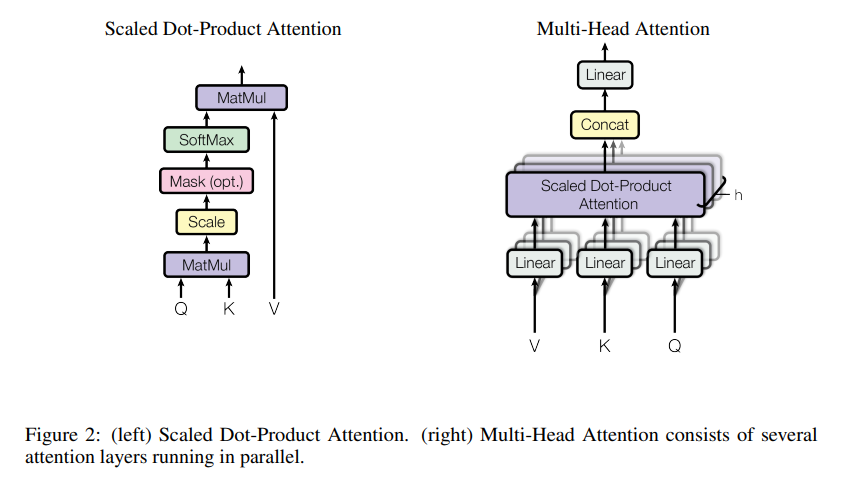 Scaled Dot-Product Attention
MatMul
SoftMax
Mask (opt.)
Scale
MatMul
Q K V
Multi-Head Attention
Linear
Concat
Scaled Dot-Product
Attention
h
Linear Linear Linear
V K Q
Figure 2: (left) Scaled Dot-Product Attention. (right) Multi-Head Attention consists of several
attention layers running in parallel.